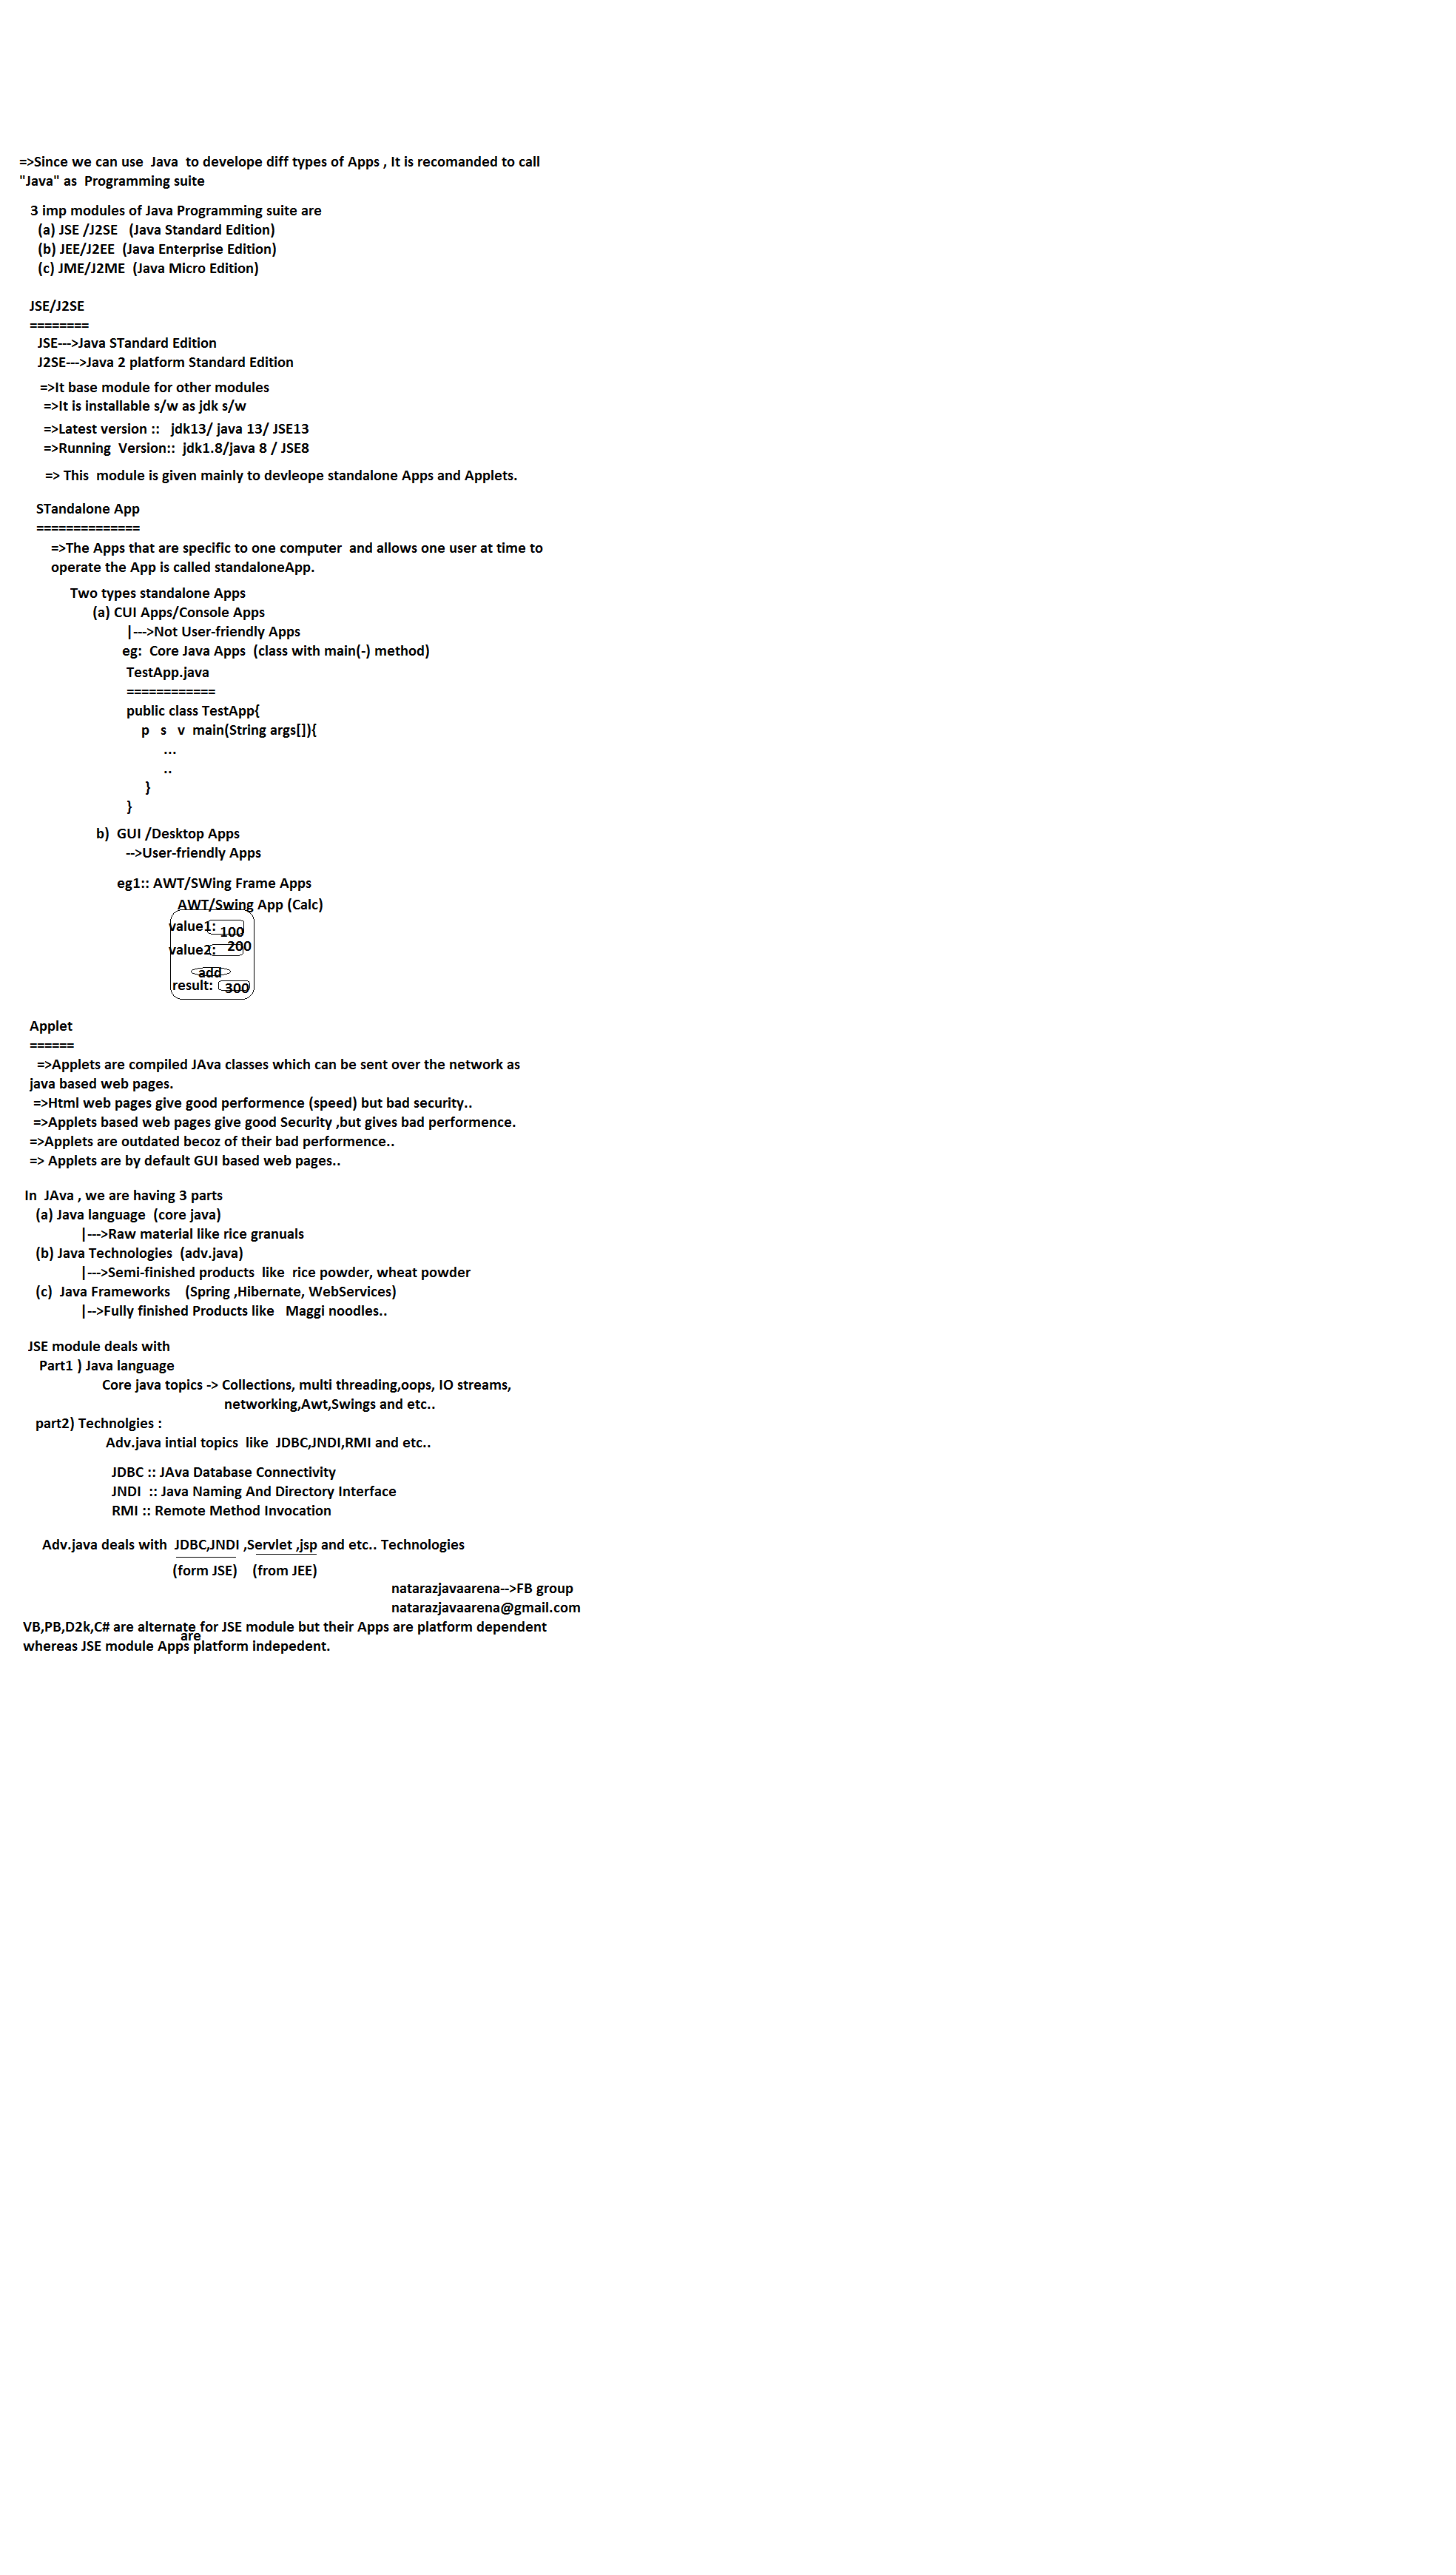 =>Since we can use  Java  to develope diff types of Apps , It is recomanded to call
"Java" as  Programming suite
3 imp modules of Java Programming suite are
(a) JSE /J2SE   (Java Standard Edition)
(b) JEE/J2EE  (Java Enterprise Edition)
(c) JME/J2ME  (Java Micro Edition)
JSE/J2SE
========
JSE--->Java STandard Edition
J2SE--->Java 2 platform Standard Edition
=>It base module for other modules
=>It is installable s/w as jdk s/w
=>Latest version ::   jdk13/ java 13/ JSE13
=>Running  Version::  jdk1.8/java 8 / JSE8
=> This  module is given mainly to devleope standalone Apps and Applets.
STandalone App
==============
=>The Apps that are specific to one computer  and allows one user at time to
operate the App is called standaloneApp.
Two types standalone Apps
(a) CUI Apps/Console Apps
|--->Not User-friendly Apps
eg:  Core Java Apps  (class with main(-) method)
TestApp.java
============
public class TestApp{
p   s   v  main(String args[]){
...
..
}
}
b)  GUI /Desktop Apps
-->User-friendly Apps
eg1:: AWT/SWing Frame Apps
AWT/Swing App (Calc)
value1: 100
value2: 200
add
result: 300
Applet
======
=>Applets are compiled JAva classes which can be sent over the network as
java based web pages.
=>Html web pages give good performence (speed) but bad security..
=>Applets based web pages give good Security ,but gives bad performence.
=>Applets are outdated becoz of their bad performence..
=> Applets are by default GUI based web pages..
In  JAva , we are having 3 parts
(a) Java language  (core java)
|--->Raw material like rice granuals
(b) Java Technologies  (adv.java)
|--->Semi-finished products  like  rice powder, wheat powder
(c)  Java Frameworks    (Spring ,Hibernate, WebServices)
|-->Fully finished Products like   Maggi noodles..
JSE module deals with
Part1 ) Java language
Core java topics -> Collections, multi threading,oops, IO streams,
networking,Awt,Swings and etc..
part2) Technolgies :
Adv.java intial topics  like  JDBC,JNDI,RMI and etc..
JDBC :: JAva Database Connectivity
JNDI  :: Java Naming And Directory Interface
RMI :: Remote Method Invocation
Adv.java deals with  JDBC,JNDI ,Servlet ,jsp and etc.. Technologies
(form JSE)    (from JEE)
natarazjavaarena-->FB group
natarazjavaarena@gmail.com
VB,PB,D2k,C# are alternate for JSE module but their Apps are platform dependent
are
whereas JSE module Apps platform indepedent.